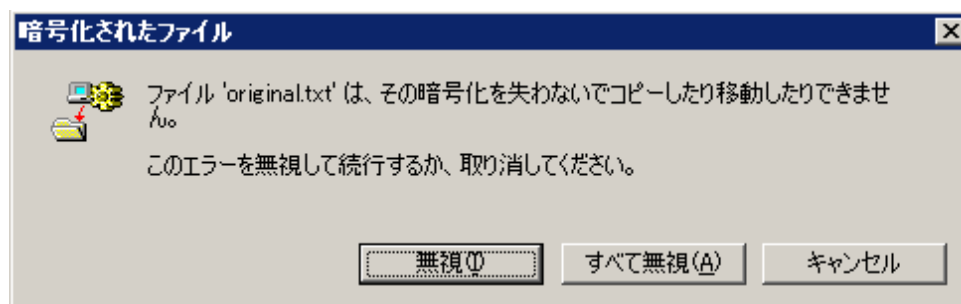 暗号化されたファイル
ファイル 'original.txt' は、その暗号化を失わないでコピーしたり移動したりできませ
ん。
このエラーを無視して続行するか、取り消してください。
無視(I) すべて無視(A) キャンセル